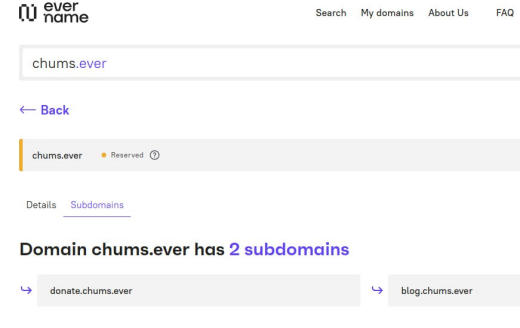 ever
name
Search My domains About Us FAQ
chums.ever
← Back
chums.ever Reserved ?
Details Subdomains
Domain chums.ever has 2 subdomains
donate.chums.ever blog.chums.ever